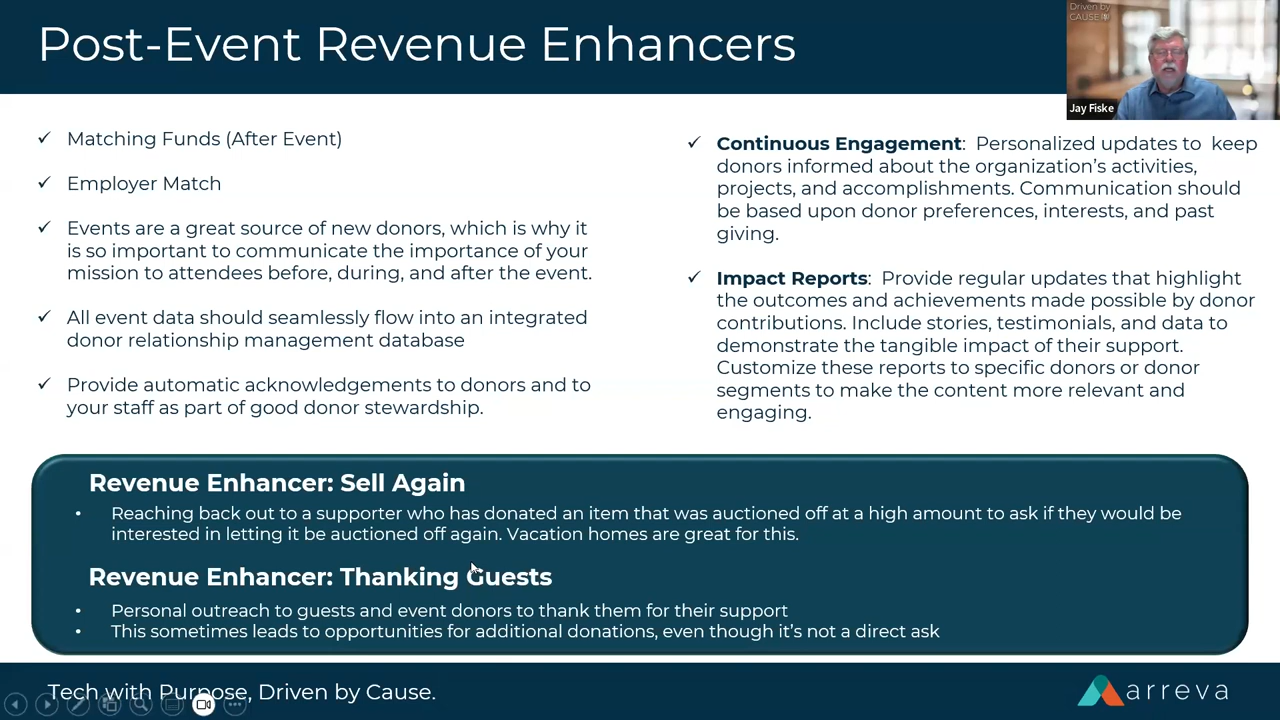 Post-Event Revenue Enhancers
Driven by
CAUSE
Jay Fiske
Matching Funds (After Event)
Employer Match
Events are a great source of new donors, which is why it
is so important to communicate the importance of your
mission to attendees before, during, and after the event.
All event data should seamlessly flow into an integrated
donor relationship management database
Provide automatic acknowledgements to donors and to
your staff as part of good donor stewardship.
Continuous Engagement: Personalized updates to keep
donors informed about the organization’s activities,
projects, and accomplishments. Communication should
be based upon donor preferences, interests, and past
giving.
Impact Reports: Provide regular updates that highlight
the outcomes and achievements made possible by donor
contributions. Include stories, testimonials, and data to
demonstrate the tangible impact of their support.
Customize these reports to specific donors or donor
segments to make the content more relevant and
engaging.
Revenue Enhancer: Sell Again
• Reaching back out to a supporter who has donated an item that was auctioned off at a high amount to ask if they would be
interested in letting it be auctioned off again. Vacation homes are great for this.
Revenue Enhancer: Thanking Guests
• Personal outreach to guests and event donors to thank them for their support
• This sometimes leads to opportunities for additional donations, even though it’s not a direct ask
Tech with Purpose, Driven by Cause.
arreva